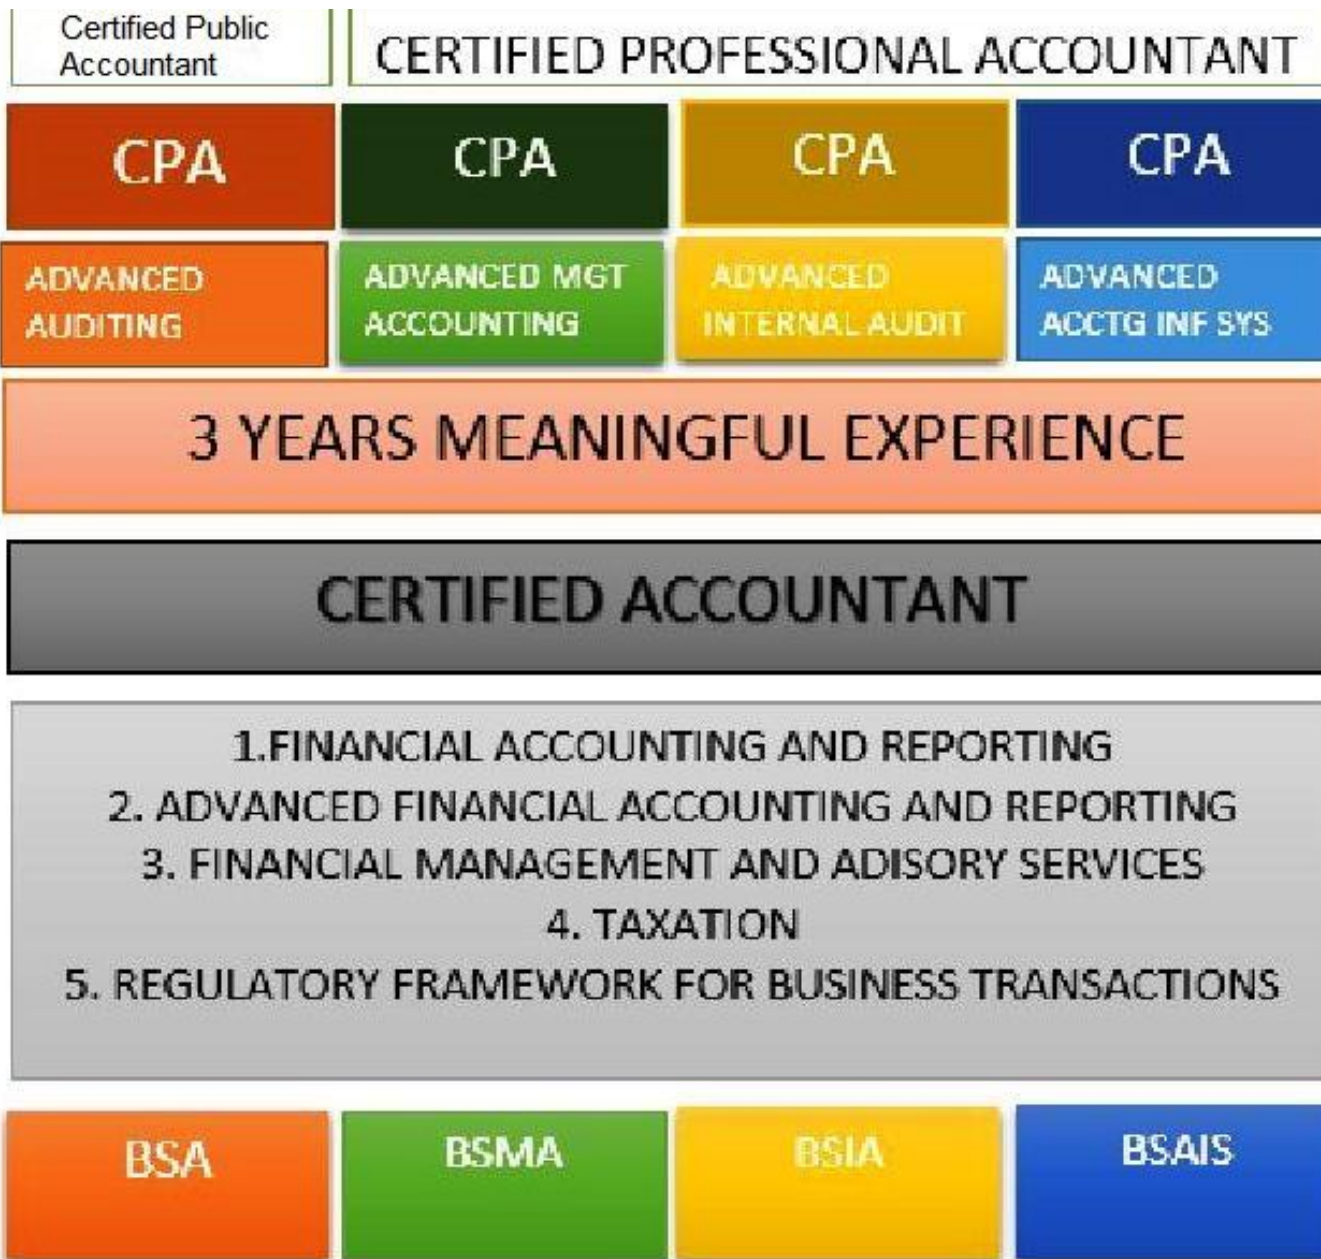 Certified Public
Accountant
CERTIFIED PROFESSIONAL ACCOUNTANT
CPA
CPA
CPA
CPA
ADVANCED
AUDITING
ADVANCED MGT
ACCOUNTING
ADVANCED
INTERNAL AUDIT
ADVANCED
ACCTG INF SYS
3 YEARS MEANINGFUL EXPERIENCE
CERTIFIED ACCOUNTANT
1.FINANCIAL ACCOUNTING AND REPORTING
2. ADVANCED FINANCIAL ACCOUNTING AND REPORTING
3. FINANCIAL MANAGEMENT AND ADISORY SERVICES
4. TAXATION
5. REGULATORY FRAMEWORK FOR BUSINESS TRANSACTIONS
BSA
BSMA
BSIA
BSAIS